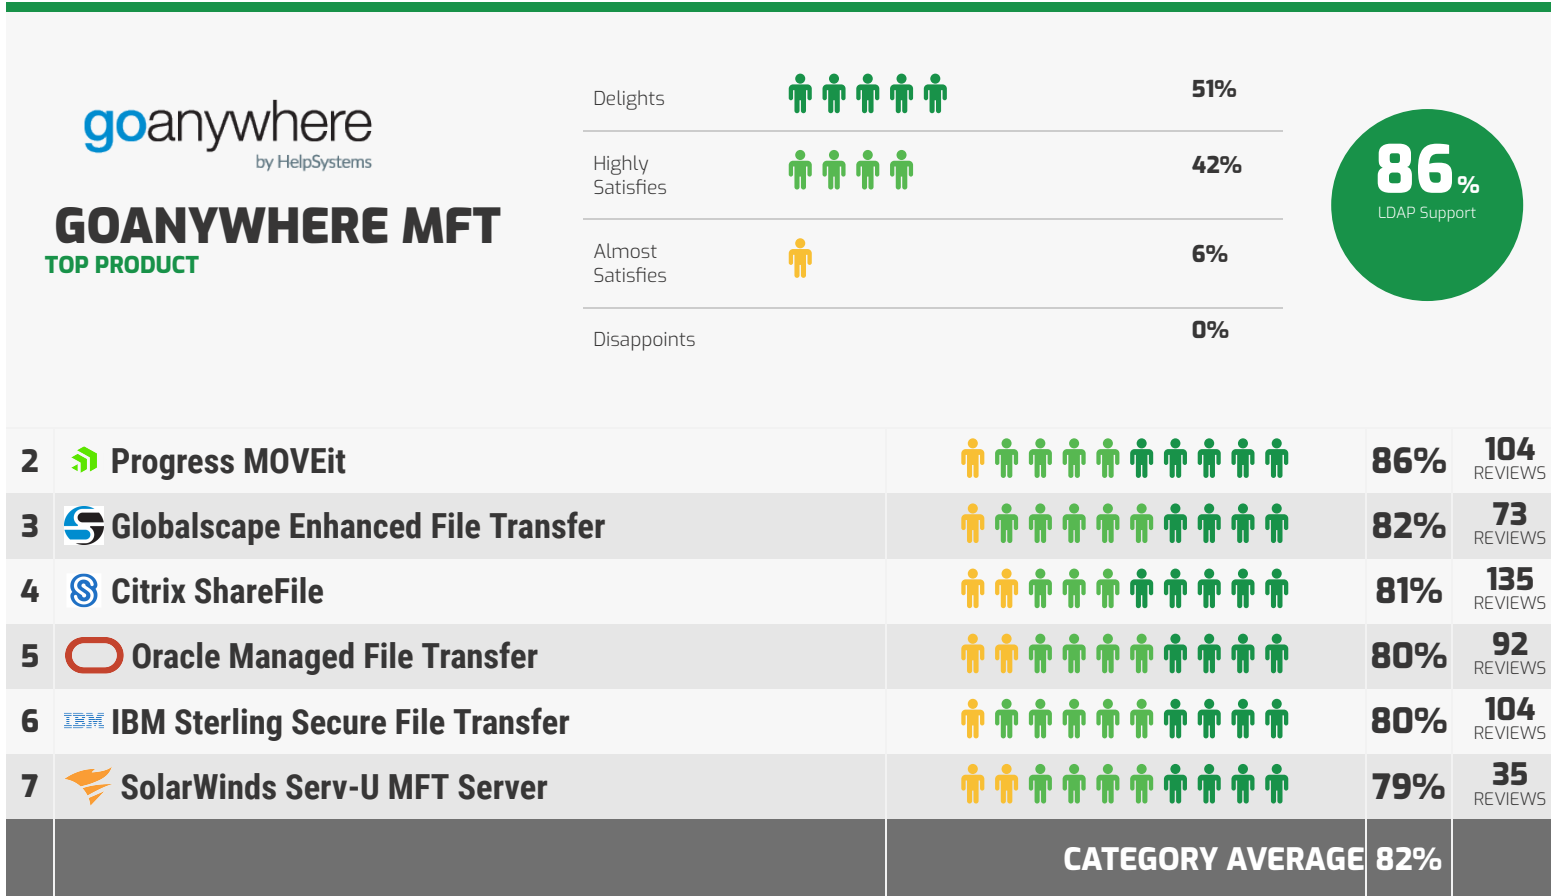 goanywhere
by HelpSystems
GOANYWHERE MFT
TOP PRODUCT
Delights 51%
Highly
Satisfies 42%
Almost
Satisfies 6%
Disappoints 0%
86%
LDAP Support
2 Progress MOVEit 86% 104
REVIEWS
3 Globalscape Enhanced File Transfer 82% 73
REVIEWS
4 Citrix ShareFile 81% 135
REVIEWS
5 Oracle Managed File Transfer 80% 92
REVIEWS
6 IBM IBM Sterling Secure File Transfer 80% 104
REVIEWS
7 SolarWinds Serv-U MFT Server 79% 35
REVIEWS
CATEGORY AVERAGE 82%